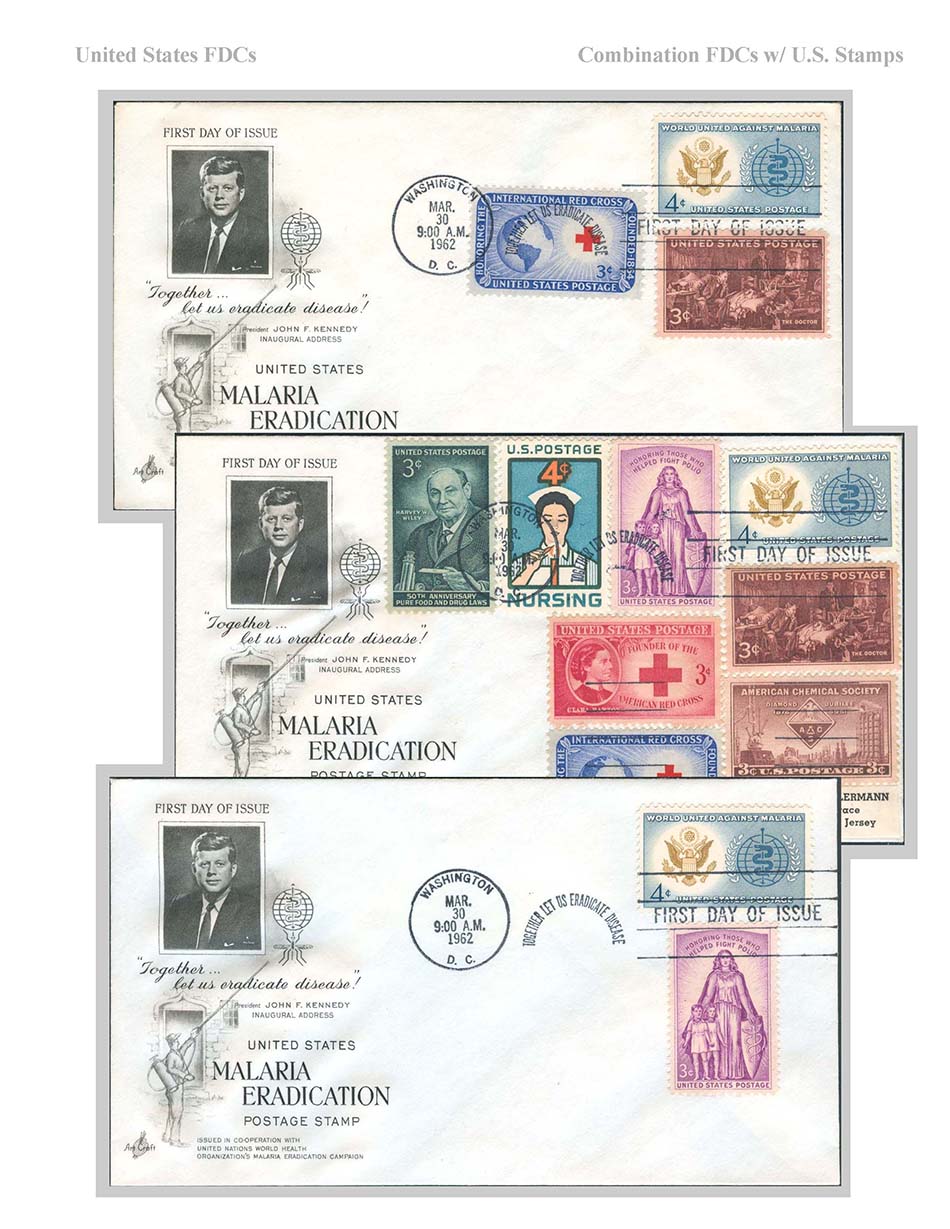 United States FDCs
Combination FDCs w/ U.S. Stamps
FIRST DAY OF ISSUE
"Together ...
let us eradicate disease!"
President JOHN F. KENNEDY
INAUGURAL ADDRESS
UNITED STATES
MALARIA
ERADICATION
Art Craft
WASHINGTON
MAR.
30
9:00 A.M.
1962
D. C.
HONORING THE
INTERNATIONAL RED CROSS
FOUNDED-1864
TOGETHER LET US ERADICATE DISEASE
3¢
UNITED STATES POSTAGE
WORLD UNITED AGAINST MALARIA
4¢
UNITED STATES POSTAGE
FIRST DAY OF ISSUE
UNITED STATES POSTAGE
3¢
THE DOCTOR
FIRST DAY OF ISSUE
"Together ...
let us eradicate disease!"
President JOHN F. KENNEDY
INAUGURAL ADDRESS
UNITED STATES
MALARIA
ERADICATION
POSTAGE STAMP
UNITED STATES POSTAGE
3¢
HARVEY W. WILEY
50TH ANNIVERSARY
PURE FOOD AND DRUG LAWS
U.S. POSTAGE
4¢
NURSING
WASHINGTON
MAR.
30
TOGETHER LET US ERADICATE DISEASE
HONORING THOSE WHO
HELPED FIGHT POLIO
3¢
UNITED STATES POSTAGE
WORLD UNITED AGAINST MALARIA
4¢
UNITED STATES POSTAGE
FIRST DAY OF ISSUE
UNITED STATES POSTAGE
3¢
THE DOCTOR
UNITED STATES POSTAGE
FOUNDER OF THE
3¢
AMERICAN RED CROSS
CLARA BARTON
AMERICAN CHEMICAL SOCIETY
DIAMOND JUBILEE
ACS
3¢ U.S. POSTAGE 3¢
INTERNATIONAL RED CROSS
LERMANN
race
Jersey
FIRST DAY OF ISSUE
"Together ...
let us eradicate disease!"
President JOHN F. KENNEDY
INAUGURAL ADDRESS
UNITED STATES
MALARIA
ERADICATION
POSTAGE STAMP
Art Craft
ISSUED IN CO-OPERATION WITH
UNITED NATIONS WORLD HEALTH
ORGANIZATION'S MALARIA ERADICATION CAMPAIGN
WASHINGTON
MAR.
30
9:00 A.M.
1962
D. C.
TOGETHER LET US ERADICATE DISEASE
WORLD UNITED AGAINST MALARIA
4¢
UNITED STATES POSTAGE
FIRST DAY OF ISSUE
HONORING THOSE WHO
HELPED FIGHT POLIO
3¢
UNITED STATES POSTAGE